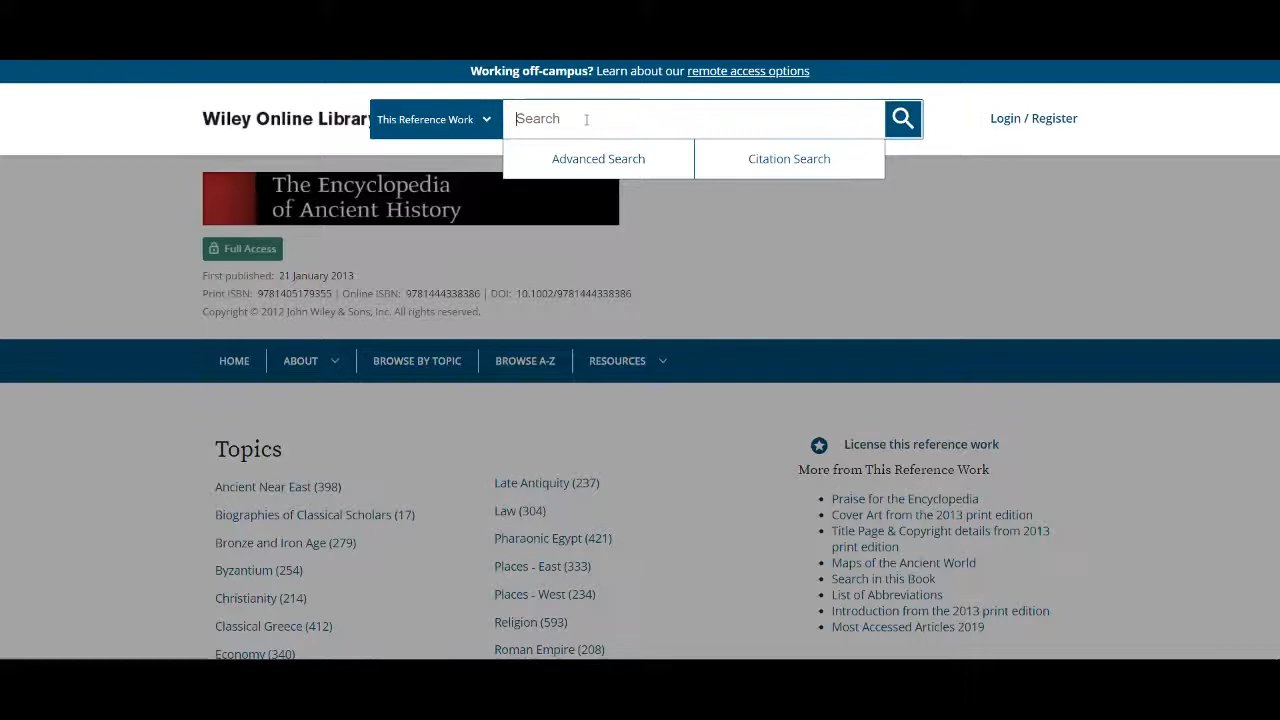 Working off-campus? Learn about our remote access options
Wiley Online Library
This Reference Work
Search
Login / Register
Advanced Search
Citation Search
The Encyclopedia
of Ancient History
Full Access
First published: 21 January 2013
Print ISBN: 9781405179355 | Online ISBN: 9781444338386 | DOI: 10.1002/9781444338386
Copyright © 2012 John Wiley & Sons, Inc. All rights reserved.
HOME
ABOUT
BROWSE BY TOPIC
BROWSE A-Z
RESOURCES
Topics
Ancient Near East (398)
Biographies of Classical Scholars (17)
Bronze and Iron Age (279)
Byzantium (254)
Christianity (214)
Classical Greece (412)
Economy (340)
Late Antiquity (237)
Law (304)
Pharaonic Egypt (421)
Places - East (333)
Places - West (234)
Religion (593)
Roman Empire (208)
License this reference work
More from This Reference Work
Praise for the Encyclopedia
Cover Art from the 2013 print edition
Title Page & Copyright details from 2013
print edition
Maps of the Ancient World
Search in this Book
List of Abbreviations
Introduction from the 2013 print edition
Most Accessed Articles 2019